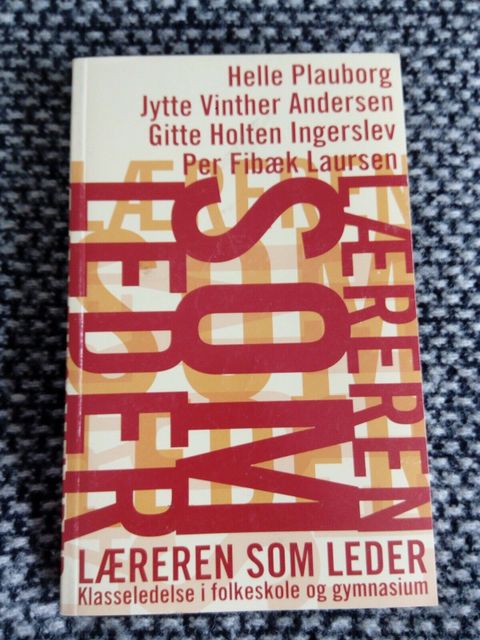 Helle Plauborg
Jytte Vinther Andersen
Gitte Holten Ingerslev
Per Fibæk Laursen
LÆREREN
SOM
LEDER
LÆREREN SOM LEDER
Klasseledelse i folkeskole og gymnasium